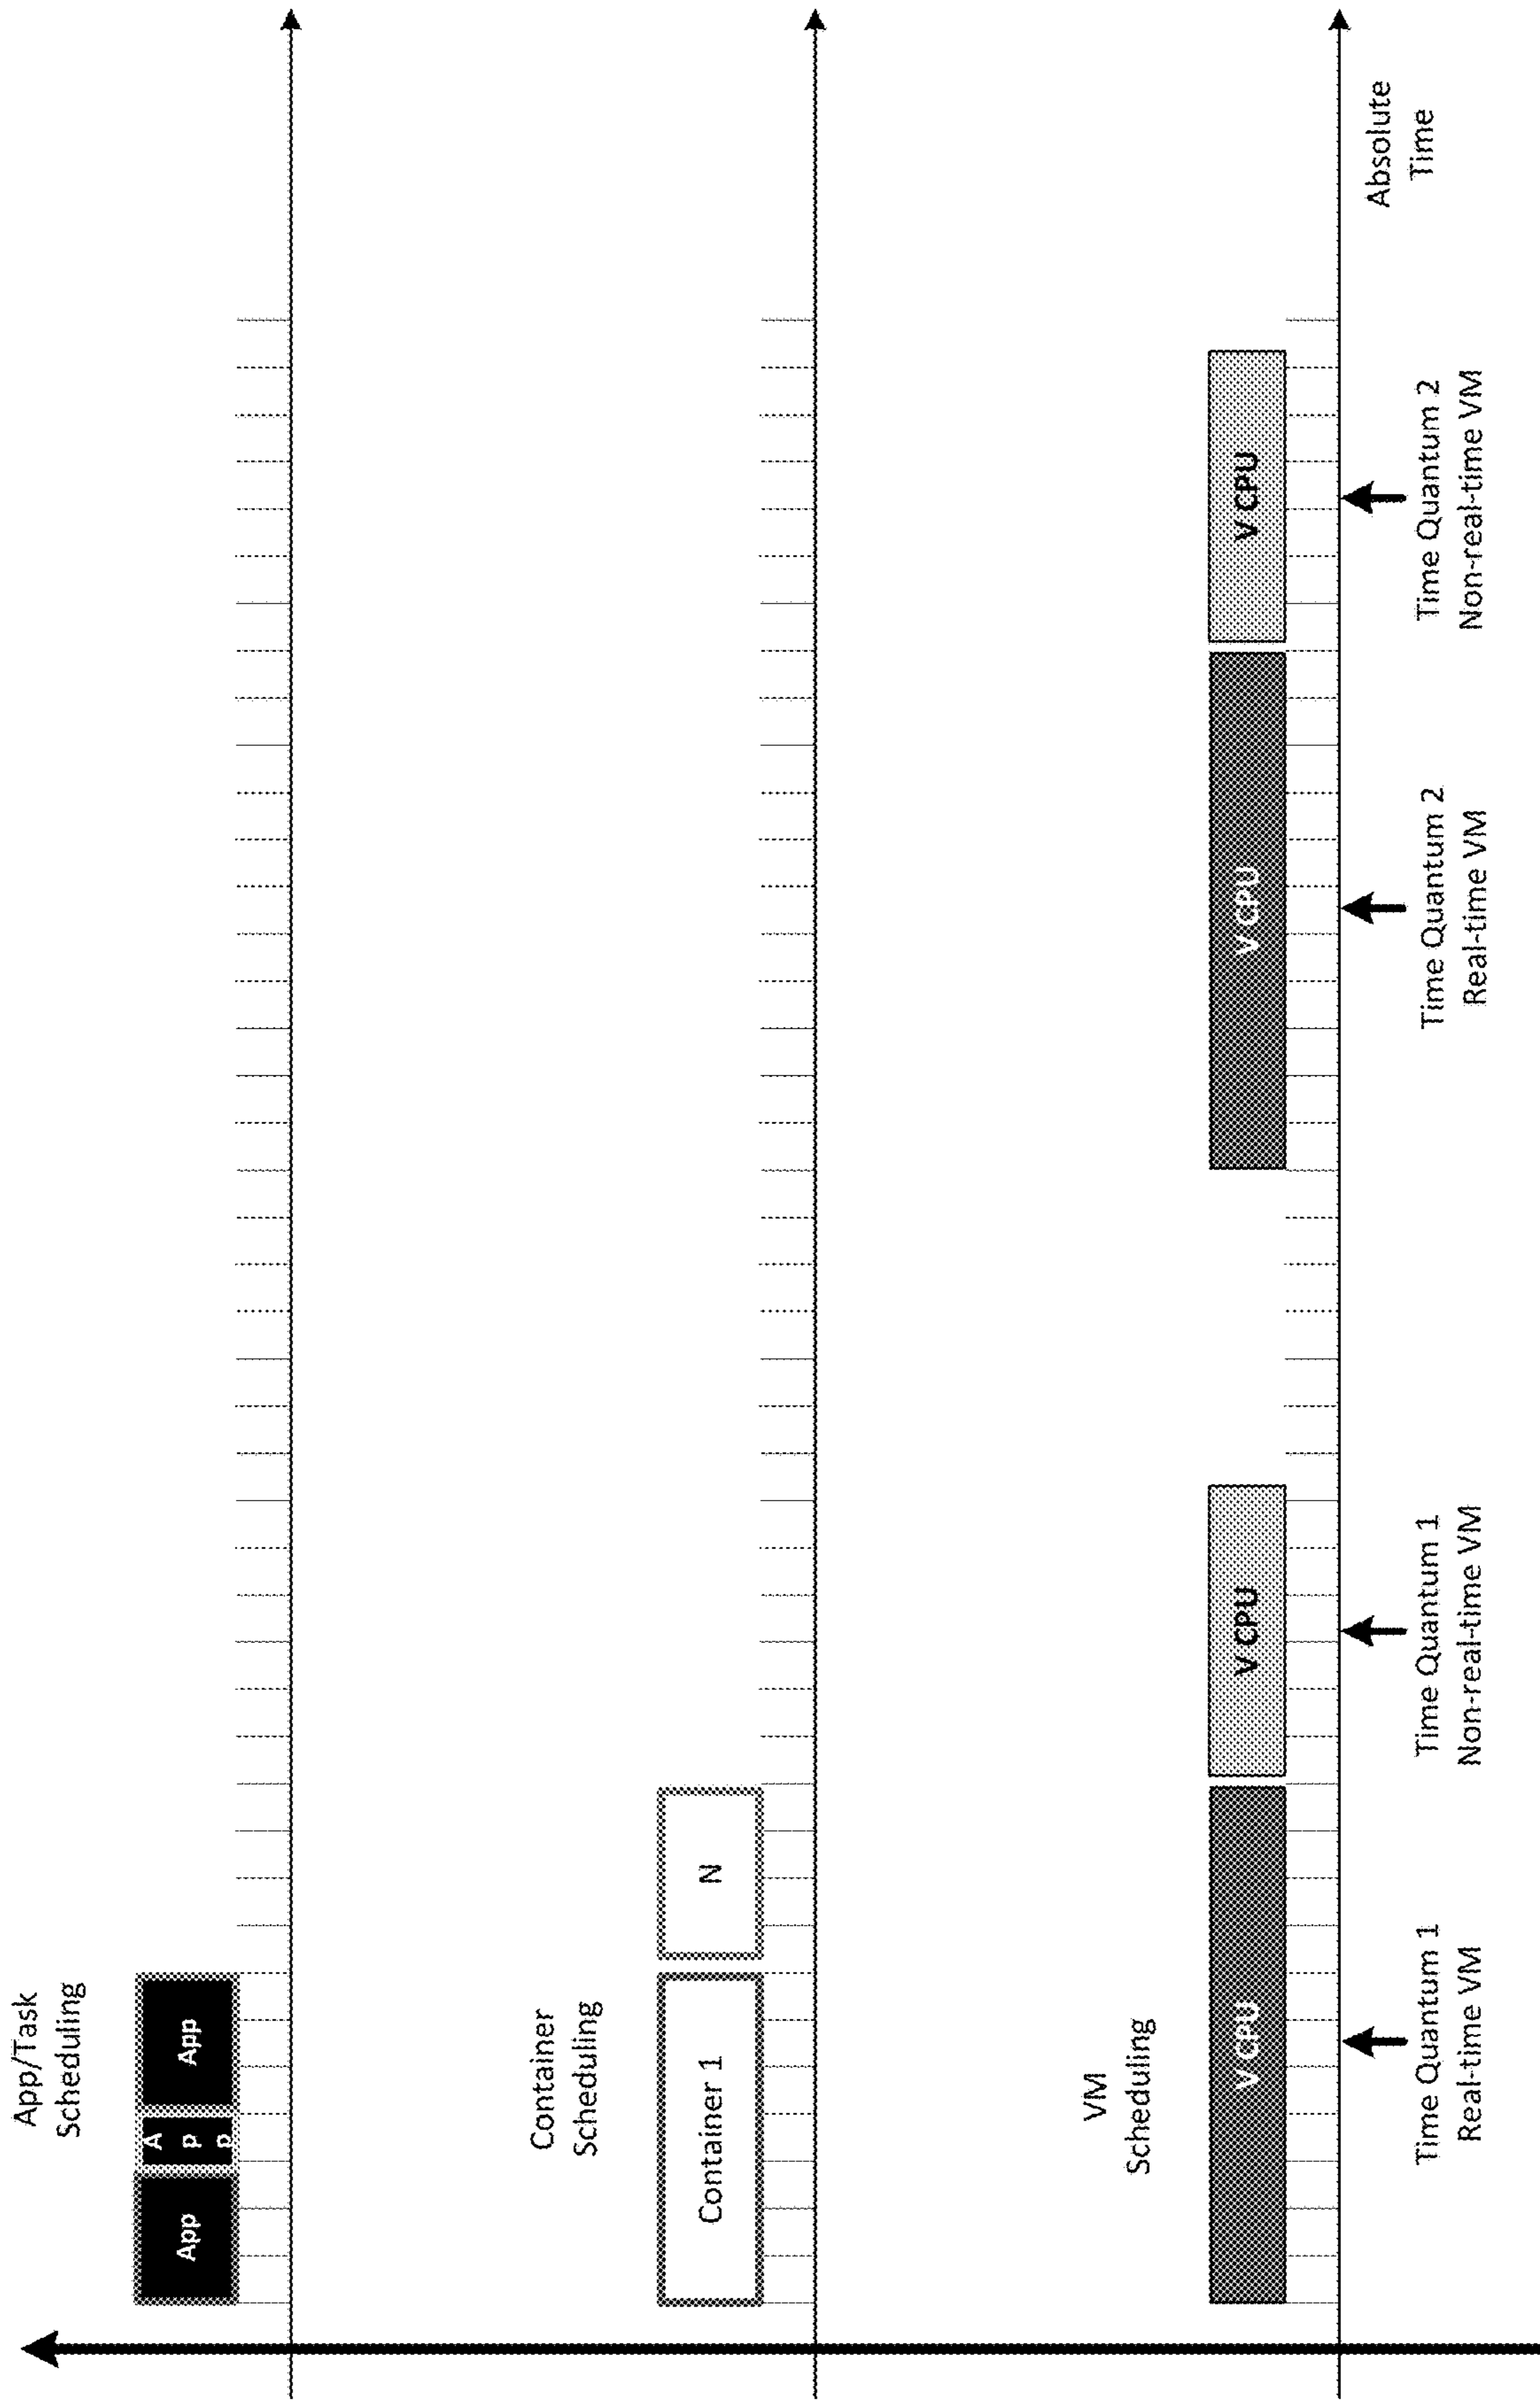 App/Task
Scheduling
App
App
App
Container
Scheduling
Container 1
N
VM
Scheduling
V CPU
V CPU
V CPU
V CPU
Time Quantum 1
Real-time VM
Time Quantum 1
Non-real-time VM
Time Quantum 2
Real-time VM
Time Quantum 2
Non-real-time VM
Absolute
Time